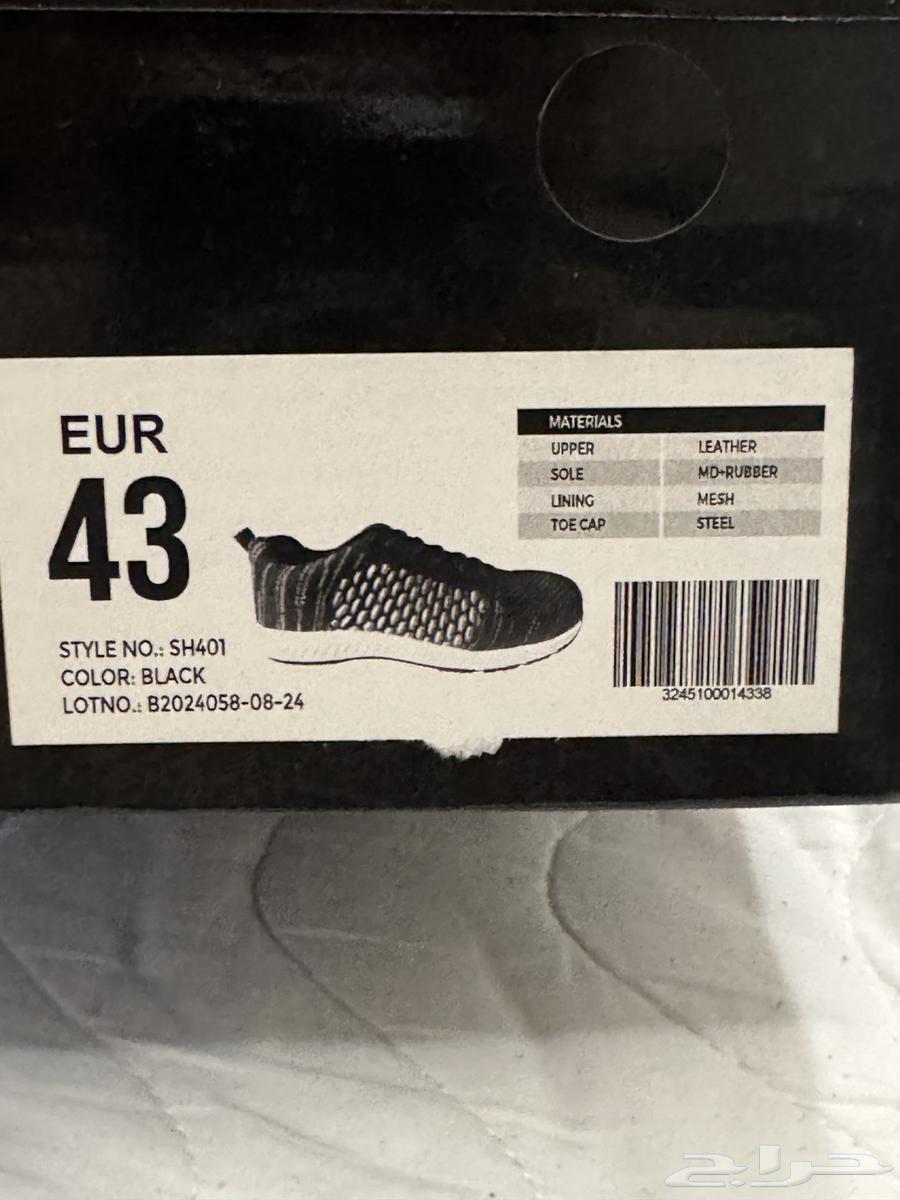 EUR
43
STYLE NO.: SH401
COLOR: BLACK
LOTNO.: B2024058-08-24
MATERIALS
UPPER LEATHER
SOLE MD+RUBBER
LINING MESH
TOE CAP STEEL
3245100014338
حراج